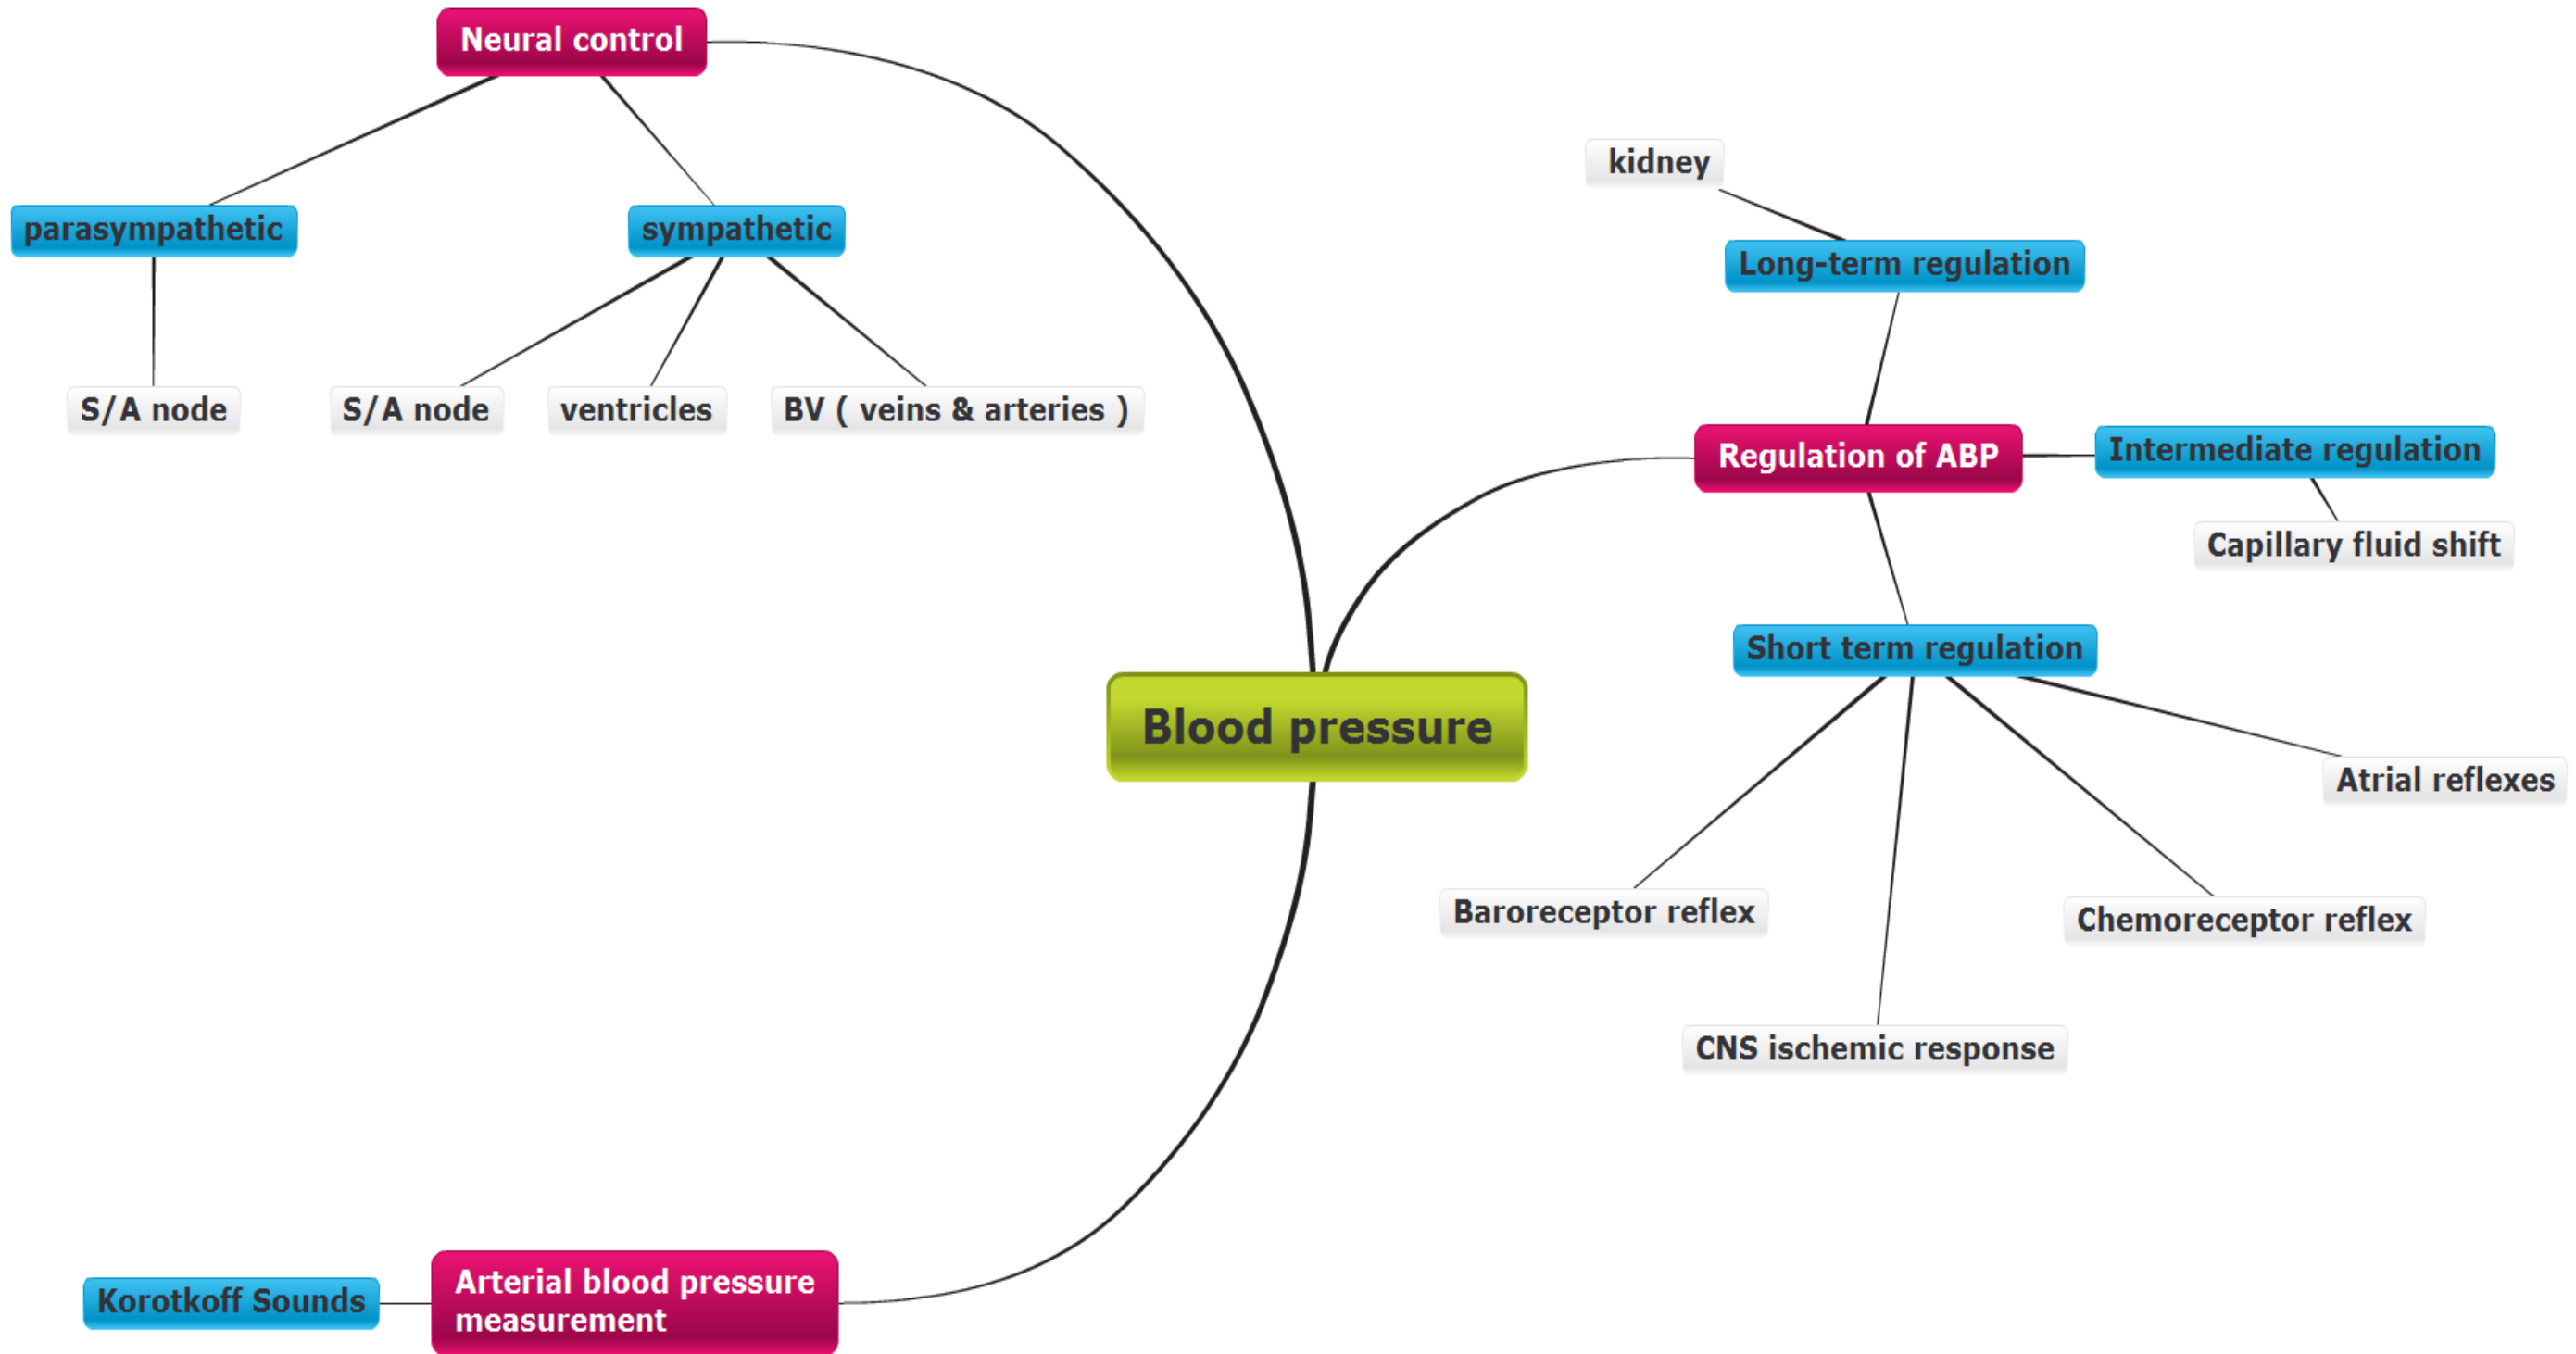 Neural control
parasympathetic
sympathetic
S/A node
S/A node
ventricles
BV ( veins & arteries )
kidney
Long-term regulation
Regulation of ABP
Intermediate regulation
Capillary fluid shift
Short term regulation
Blood pressure
Atrial reflexes
Baroreceptor reflex
Chemoreceptor reflex
CNS ischemic response
Arterial blood pressure
measurement
Korotkoff Sounds